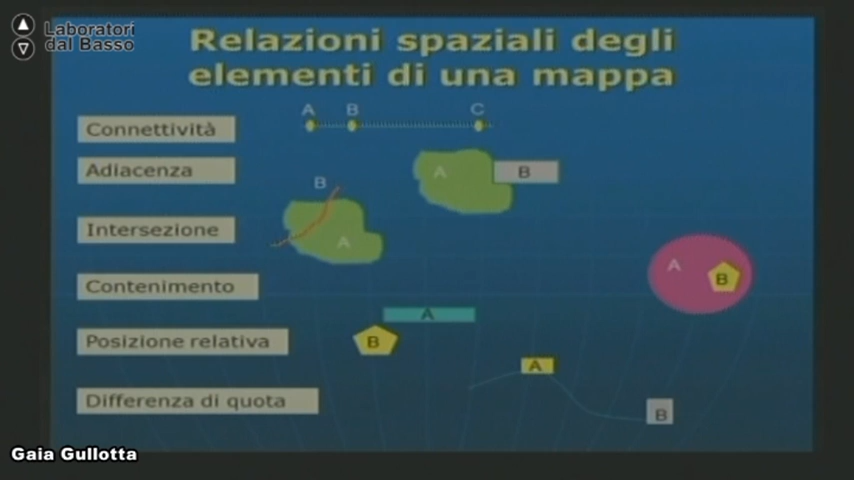 Laboratori
dal Basso
Relazioni spaziali degli
elementi di una mappa
A B C
Connettività
Adiacenza
A B
B
Intersezione
A
A
B
Contenimento
A
Posizione relativa
B
A
Differenza di quota
B
Gaia Gullotta